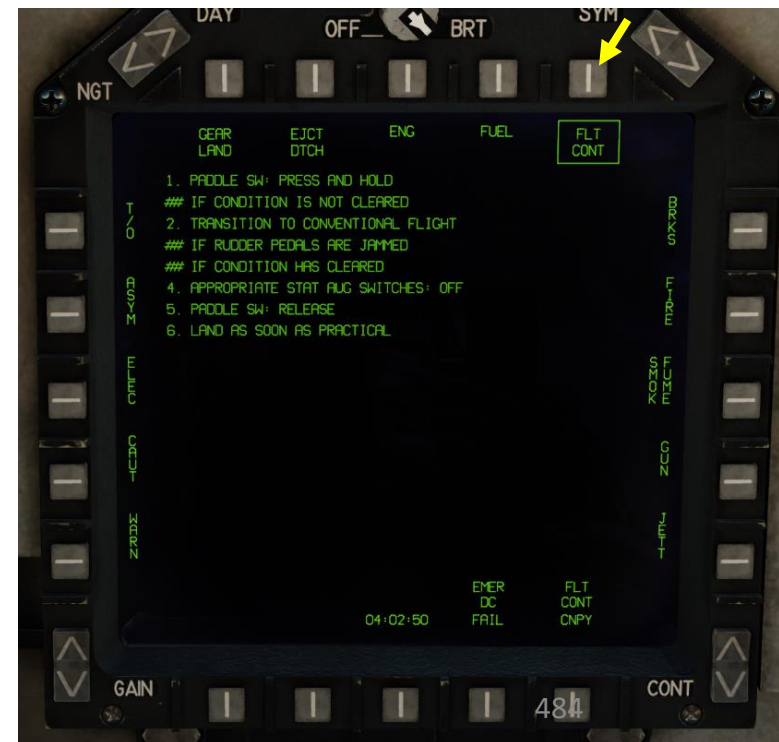 DAY
OFF
BRT
SYM
NGT
GEAR LAND
EJCT DTCH
ENG
FUEL
FLT CONT
1. PADDLE SW: PRESS AND HOLD
## IF CONDITION IS NOT CLEARED
2. TRANSITION TO CONVENTIONAL FLIGHT
## IF RUDDER PEDALS ARE JAMMED
## IF CONDITION HAS CLEARED
4. APPROPRIATE STAT AUG SWITCHES: OFF
5. PADDLE SW: RELEASE
6. LAND AS SOON AS PRACTICAL
T/O
ASYM
ELEC
CAUT
WARN
BRKS
FIRE
SMOK FUME
GUN
JETT
04:02:50
EMER DC FAIL
FLT CONT CNPY
GAIN
484
CONT